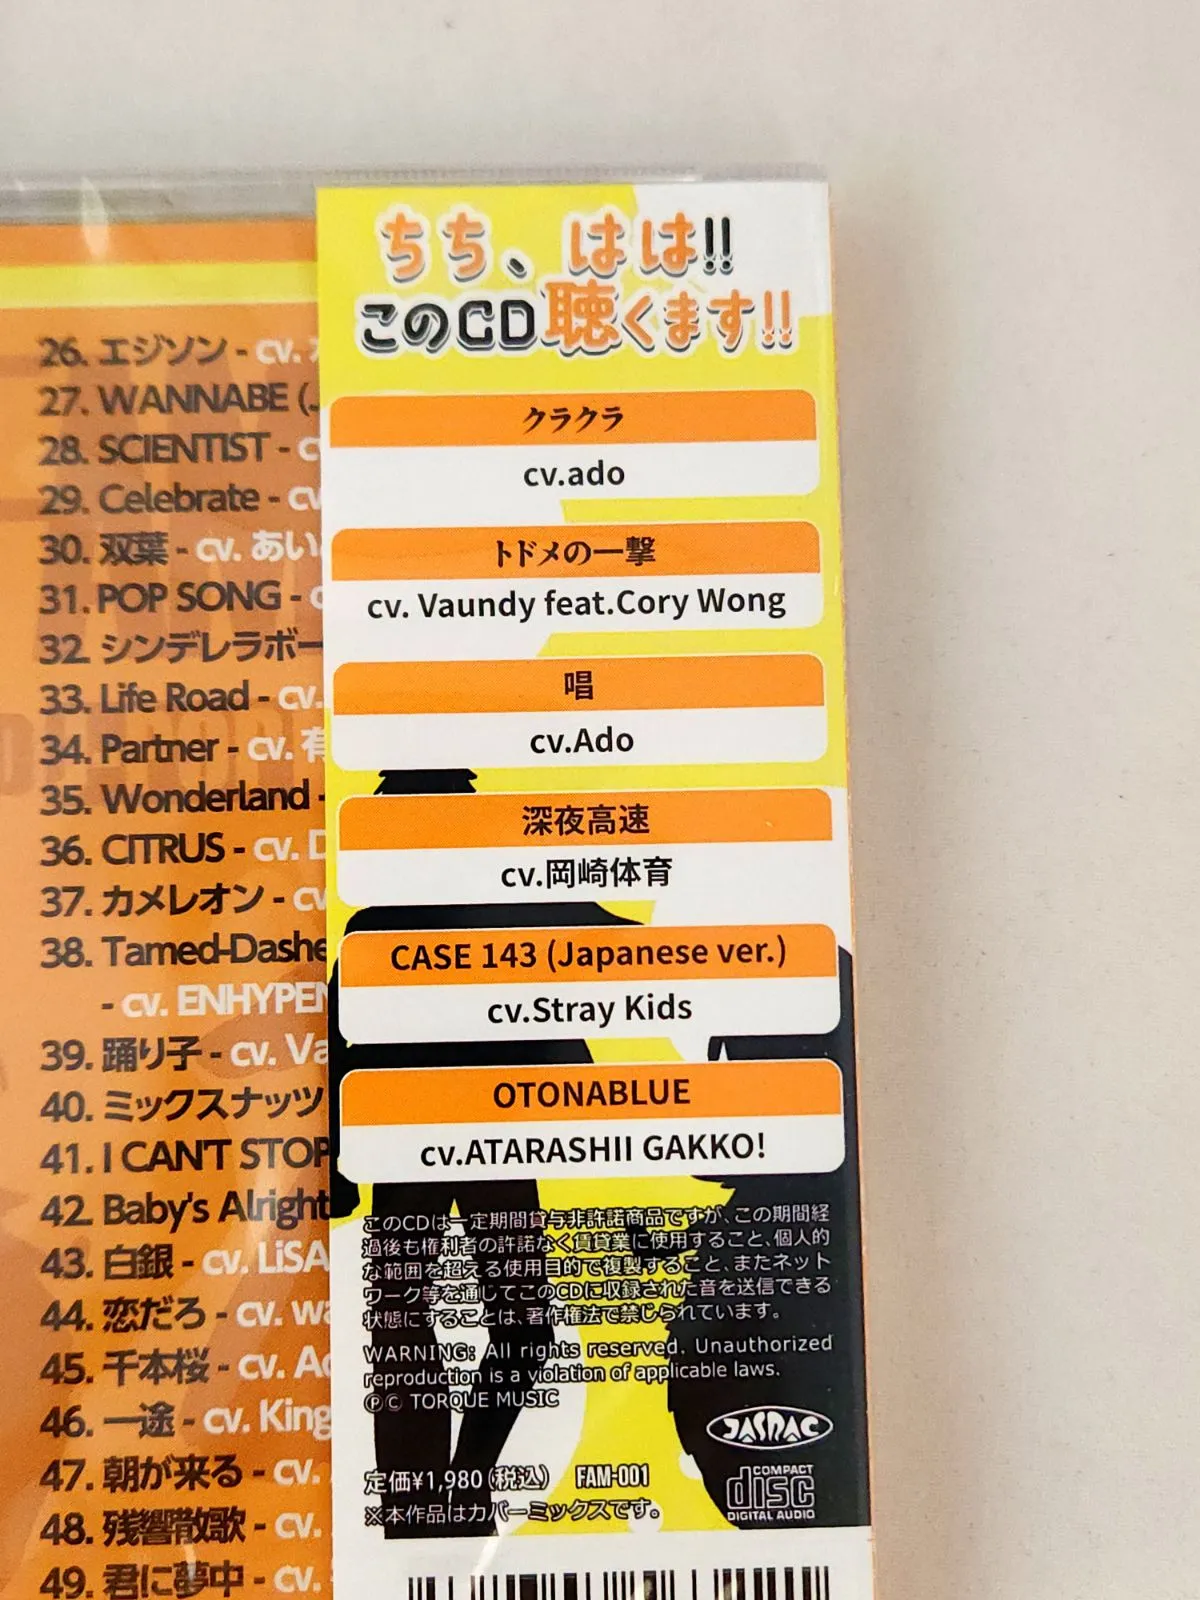 ちち、はは!!
このCD聴くます!!
クラクラ
cv.ado
トドメの一撃
cv. Vaundy feat.Cory Wong
唱
cv.Ado
深夜高速
cv.岡崎体育
CASE 143 (Japanese ver.)
cv.Stray Kids
OTONABLUE
cv.ATARASHII GAKKO!
このCDは一定期間貸与非許諾商品ですが、この期間経
過後も権利者の許諾なく賃貸業に使用すること、個人的
な範囲を超える使用目的で複製すること、またネット
ワーク等を通じてこのCDに収録された音を送信できる
状態にすることは、著作権法で禁じられています。
WARNING: All rights reserved. Unauthorized
reproduction is a violation of applicable laws.
ⓅⒸ TORQUE MUSIC
JASRAC
定価¥1,980(税込) FAM-001
※本作品はカバーミックスです。
COMPACT
disc
DIGITAL AUDIO
26. エジソン - cv.
27. WANNABE (
28. SCIENTIST - c
29. Celebrate - cv
30. 双葉 - cv. あい
31. POP SONG -
32. シンデレラボー
33. Life Road - cv.
34. Partner - cv. 有
35. Wonderland -
36. CITRUS - cv. D
37. カメレオン - cv
38. Tamed-Dashe
- cv. ENHYPEN
39. 踊り子 - cv. Va
40. ミックスナッツ
41. I CAN'T STOP
42. Baby's Alright
43. 白銀 - cv. LiSA
44. 恋だろ - cv. wa
45. 千本桜 - cv. Ad
46. 一途 - cv. King
47. 朝が来る - cv.
48. 残響散歌 - cv.
49. 君に夢中 - cv.